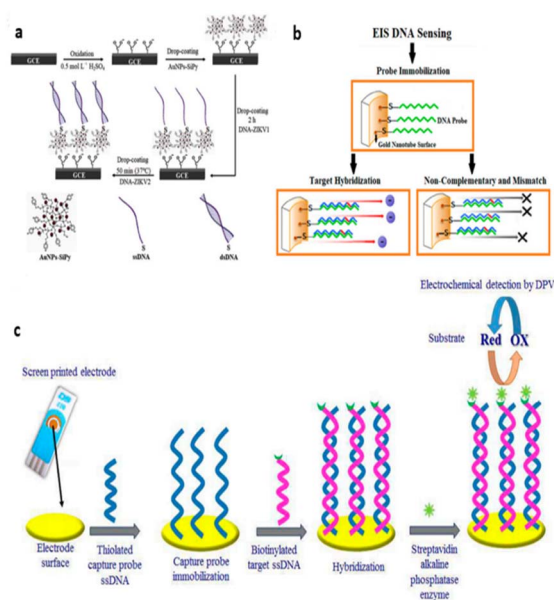 a
Oxidation
0.5 mol L⁻¹ H₂SO₄
Drop-coating
AuNPs-SiPy
GCE
GCE
GCE
Drop-coating
2 h
DNA-ZIKV1
Drop-coating
50 min (37°C)
DNA-ZIKV2
GCE
GCE
AuNPs-SiPy
S
ssDNA
S
dsDNA
b
EIS DNA Sensing
Probe Immobilization
S
S
S
DNA Probe
Gold Nanotube Surface
Target Hybridization
Non-Complementary and Mismatch
S
S
S
S
S
S
c
Electrochemical detection by DPV
Substrate
Red OX
Screen printed electrode
Electrode
surface
Thiolated
capture probe
ssDNA
Capture probe
immobilization
Biotinylated
target ssDNA
Hybridization
Streptavidin
alkaline
phosphatase
enzyme